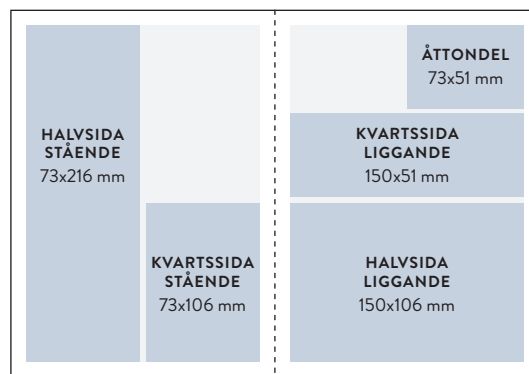 HALVSIDA
STÅENDE
73x216 mm
KVARTSSIDA
STÅENDE
73x106 mm
ÅTTONDEL
73x51 mm
KVARTSSIDA
LIGGANDE
150x51 mm
HALVSIDA
LIGGANDE
150x106 mm